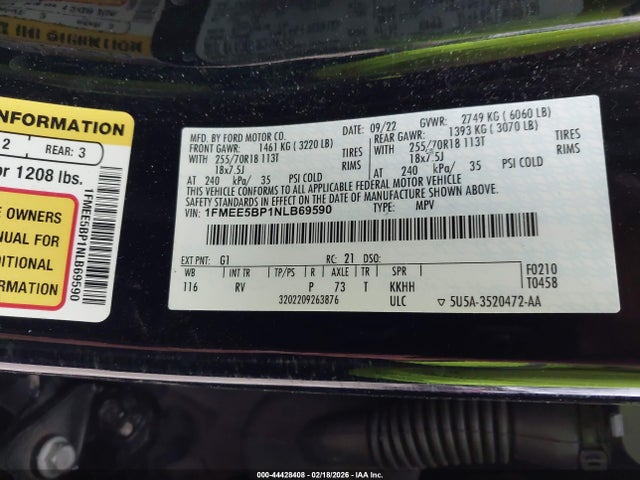 INFORMATION
2
REAR: 3
or 1208 lbs.
OWNERS
NUAL FOR
DITIONAL
ORMATION
1FMEE5BP1NLB69590
MFD. BY FORD MOTOR CO.
DATE: 09/22 GVWR: 2749 KG ( 6060 LB)
FRONT GAWR: 1461 KG ( 3220 LB)
REAR GAWR: 1393 KG ( 3070 LB)
WITH 255/70R18 113T TIRES
WITH 255/70R18 113T TIRES
18x7.5J RIMS
18x7.5J RIMS
AT 240 kPa/ 35 PSI COLD
AT 240 kPa/ 35 PSI COLD
THIS VEHICLE CONFORMS TO ALL APPLICABLE FEDERAL MOTOR VEHICLE
SAFETY STANDARDS IN EFFECT ON THE DATE OF MANUFACTURE SHOWN ABOVE.
VIN: 1FMEE5BP1NLB69590 TYPE: MPV
EXT PNT: G1 RC: 21 DSO:
WB INT TR TP/PS R AXLE TR SPR
116 RV P 73 T KKHH
F0210
T0458
3202209263876 ULC ▽ 5U5A-3520472-AA
000-44428408 - 02/18/2026 - IAA Inc.